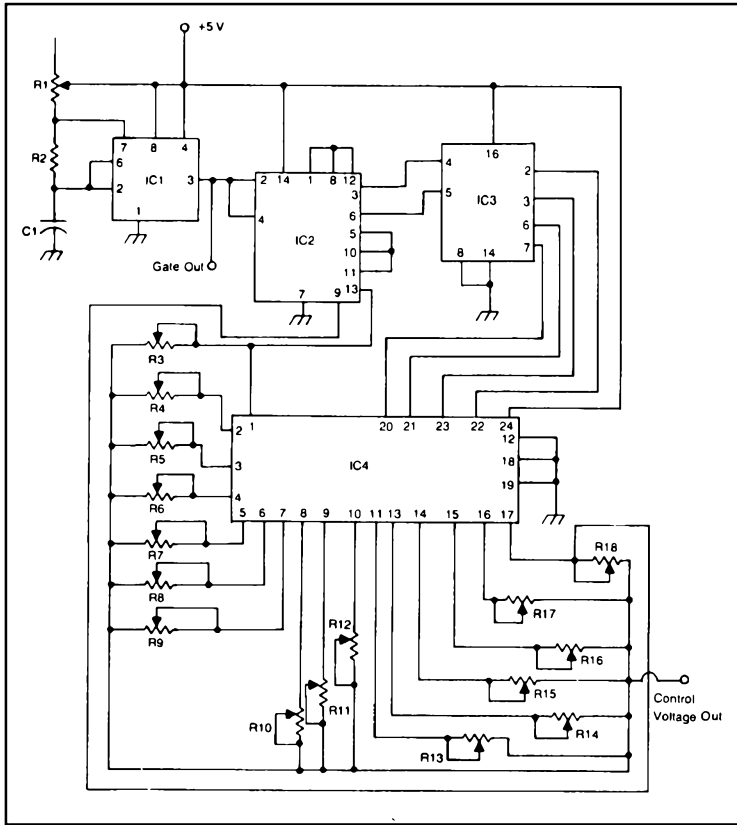 +5 V
R1
7 8 4
R2
6
2
IC1
3
1
C1
Gate Out
2 14 1 8 12
3
4
6
5
IC2
10
11
13
7 9
16
4 2
5 3
IC3
6
7
8 14
R3
R4
R5
R6
R7
R8
R9
1 20 21 23 22 24
2
12
3
IC4
18
4
19
5 6 7 8 9 10 11 13 14 15 16 17
R18
R17
R12
R16
R15
Control
Voltage Out
R11
R14
R10
R13